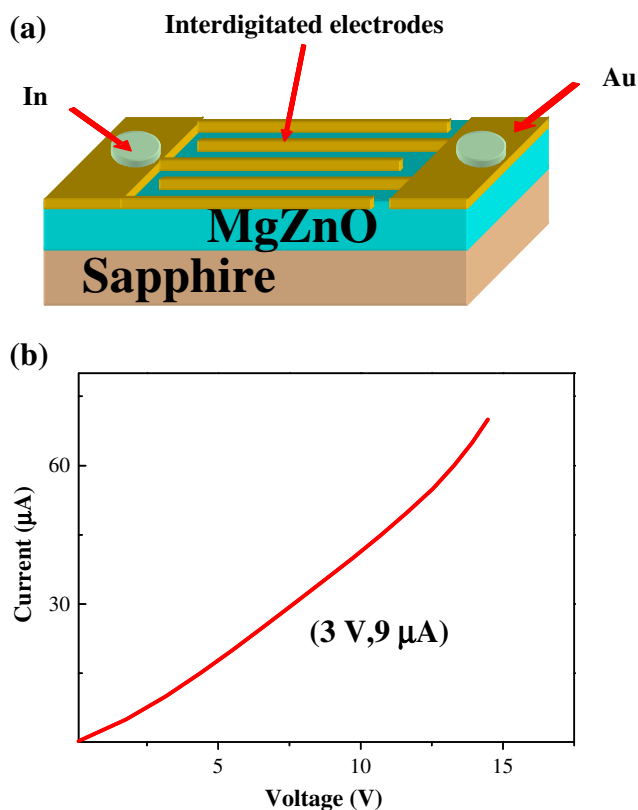 (a)
Interdigitated electrodes
In
Au
MgZnO
Sapphire
(b)
Current (μA)
60
30
(3 V,9 μA)
5
10
15
Voltage (V)